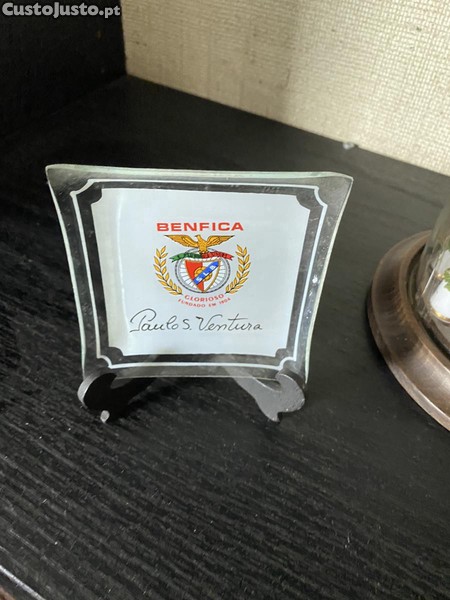 CustoJusto.pt
BENFICA
GLORIOSO
FUNDADO EM 1904
Paulo S. Ventura